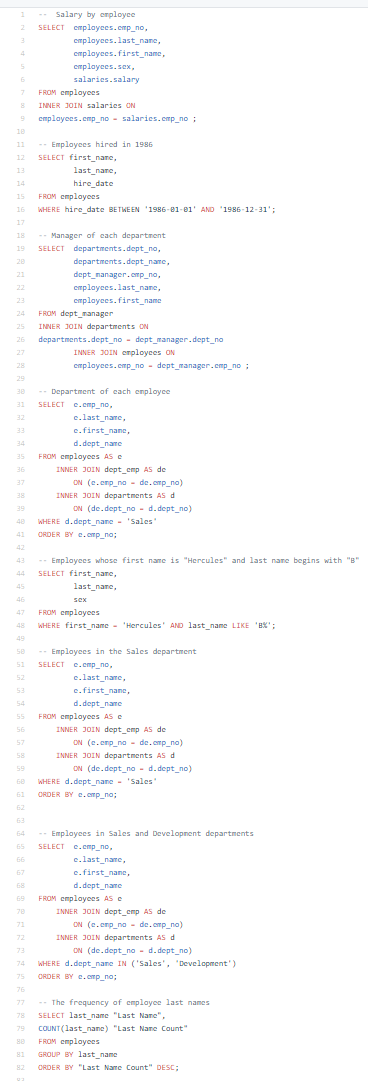 1 --  Salary by employee
2 SELECT  employees.emp_no,
3         employees.last_name,
4         employees.first_name,
5         employees.sex,
6         salaries.salary
7 FROM employees
8 INNER JOIN salaries ON
9 employees.emp_no = salaries.emp_no ;
10
11 -- Employees hired in 1986
12 SELECT first_name,
13         last_name,
14         hire_date
15 FROM employees
16 WHERE hire_date BETWEEN '1986-01-01' AND '1986-12-31';
17
18 -- Manager of each department
19 SELECT  departments.dept_no,
20         departments.dept_name,
21         dept_manager.emp_no,
22         employees.last_name,
23         employees.first_name
24 FROM dept_manager
25 INNER JOIN departments ON
26 departments.dept_no = dept_manager.dept_no
27         INNER JOIN employees ON
28         employees.emp_no = dept_manager.emp_no ;
29
30 -- Department of each employee
31 SELECT  e.emp_no,
32         e.last_name,
33         e.first_name,
34         d.dept_name
35 FROM employees AS e
36     INNER JOIN dept_emp AS de
37         ON (e.emp_no = de.emp_no)
38     INNER JOIN departments AS d
39         ON (de.dept_no = d.dept_no)
40 WHERE d.dept_name = 'Sales'
41 ORDER BY e.emp_no;
42
43 -- Employees whose first name is "Hercules" and last name begins with "B"
44 SELECT first_name,
45         last_name,
46         sex
47 FROM employees
48 WHERE first_name = 'Hercules' AND last_name LIKE 'B%';
49
50 -- Employees in the Sales department
51 SELECT  e.emp_no,
52         e.last_name,
53         e.first_name,
54         d.dept_name
55 FROM employees AS e
56     INNER JOIN dept_emp AS de
57         ON (e.emp_no = de.emp_no)
58     INNER JOIN departments AS d
59         ON (de.dept_no = d.dept_no)
60 WHERE d.dept_name = 'Sales'
61 ORDER BY e.emp_no;
62
63
64 -- Employees in Sales and Development departments
65 SELECT  e.emp_no,
66         e.last_name,
67         e.first_name,
68         d.dept_name
69 FROM employees AS e
70     INNER JOIN dept_emp AS de
71         ON (e.emp_no = de.emp_no)
72     INNER JOIN departments AS d
73         ON (de.dept_no = d.dept_no)
74 WHERE d.dept_name IN ('Sales', 'Development')
75 ORDER BY e.emp_no;
76
77 -- The frequency of employee last names
78 SELECT last_name "Last Name",
79 COUNT(last_name) "Last Name Count"
80 FROM employees
81 GROUP BY last_name
82 ORDER BY "Last Name Count" DESC;